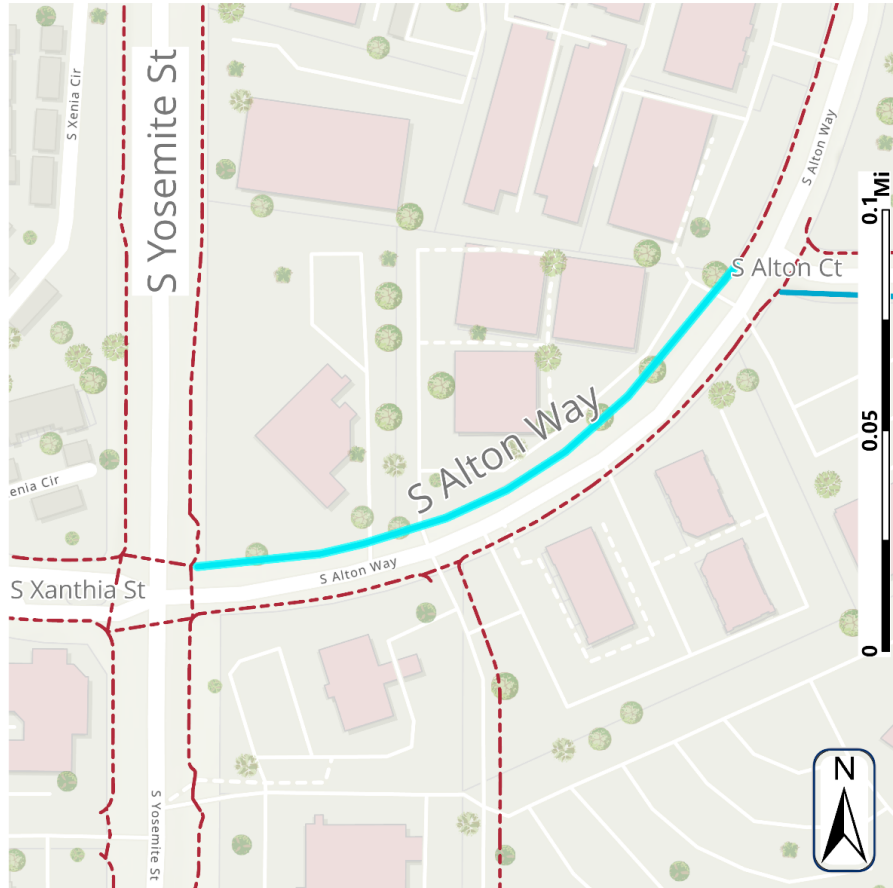 S Xenia Cir
S Yosemite St
S Alton Way
0.1 Mi
S Alton Ct
0.05
S Alton Way
enia Cir
S Alton Way
S Xanthia St
0
N
S Yosemite St